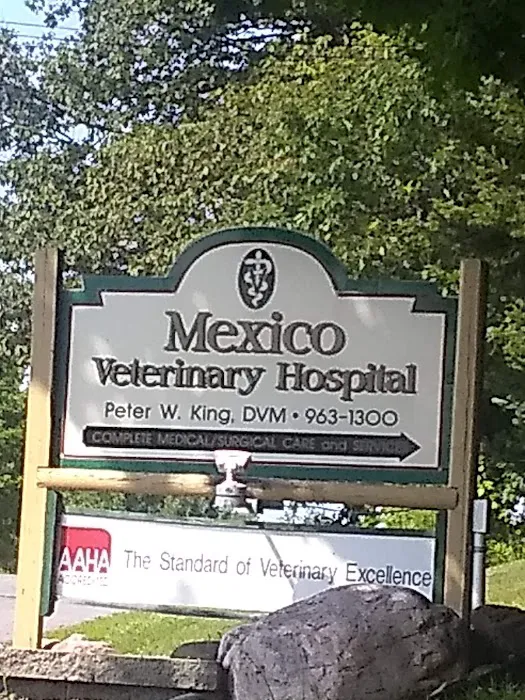 Mexico
Veterinary Hospital
Peter W. King, DVM • 963-1300
COMPLETE MEDICAL/SURGICAL CARE and SERVICE
AAHA The Standard of Veterinary Excellence
ACCREDITED